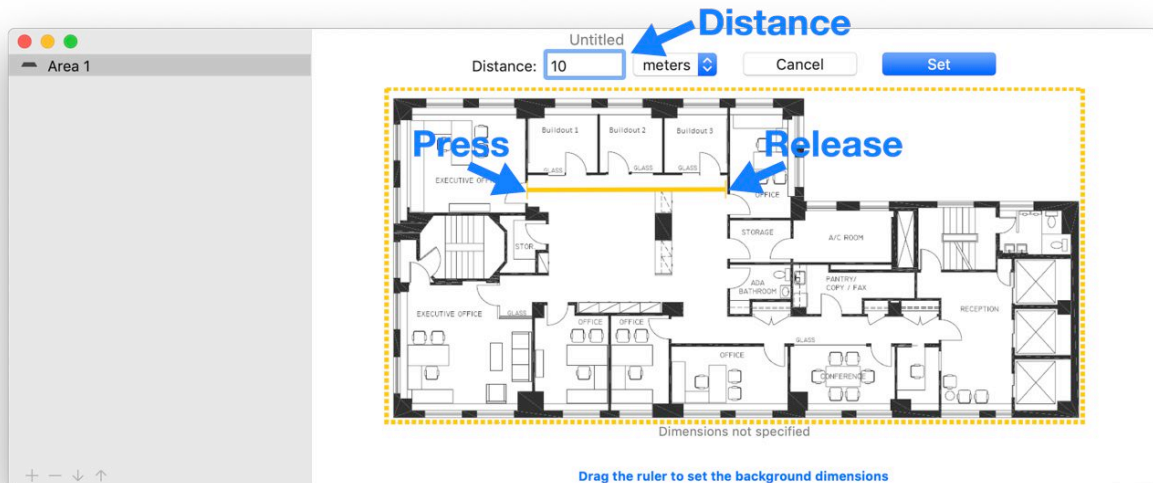 Distance
Untitled
Area 1
Distance: 10 meters Cancel Set
Press
Release
Buildout 1 Buildout 2 Buildout 3
GLASS GLASS GLASS
EXECUTIVE OFFICE
OFFICE
STOR.
STORAGE
A/C ROOM
ADA BATHROOM
PANTRY/
COPY / FAX
EXECUTIVE OFFICE
GLASS
RECEPTION
OFFICE OFFICE
GLASS
OFFICE
CONFERENCE
Dimensions not specified
Drag the ruler to set the background dimensions